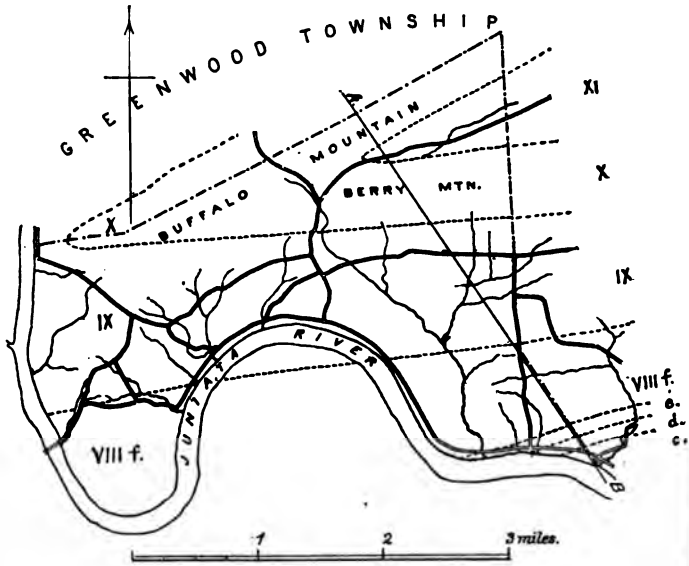 GREENWOOD TOWNSHIP
A
XI
MOUNTAIN
BUFFALO
BERRY MTN.
X
X
IX
IX
JUNIATA RIVER
VIII f.
e.
d.
c.
VIII f.
B
1 2 3 miles.